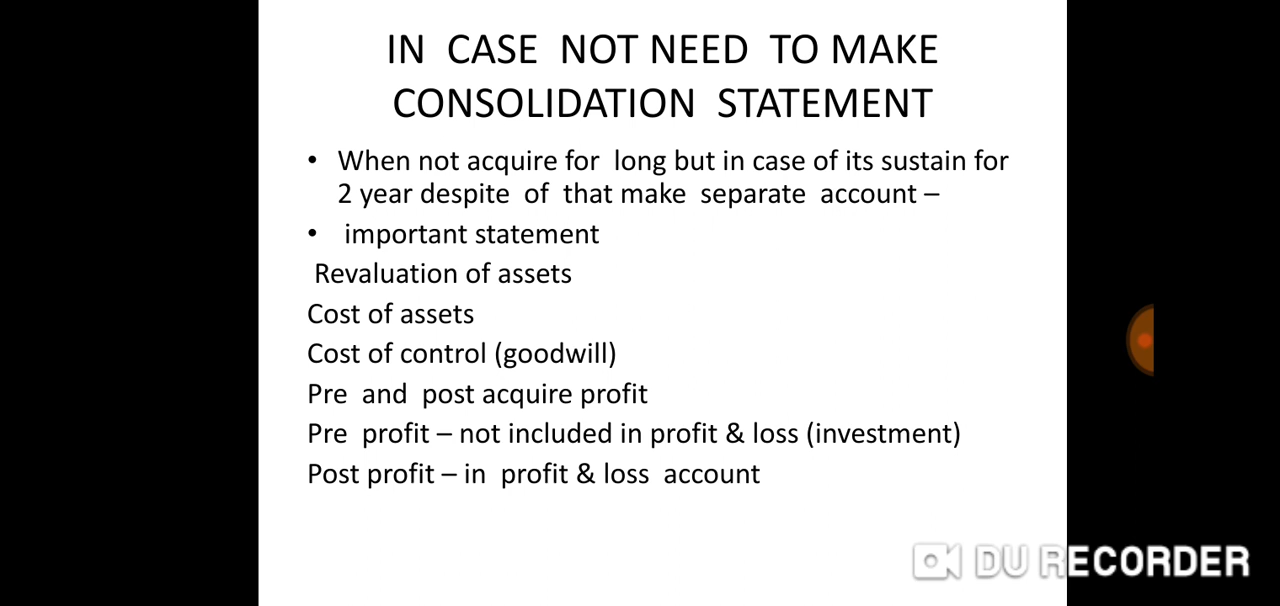 IN CASE NOT NEED TO MAKE
CONSOLIDATION STATEMENT
• When not acquire for long but in case of its sustain for
2 year despite of that make separate account –
• important statement
Revaluation of assets
Cost of assets
Cost of control (goodwill)
Pre and post acquire profit
Pre profit – not included in profit & loss (investment)
Post profit – in profit & loss account
DU RECORDER